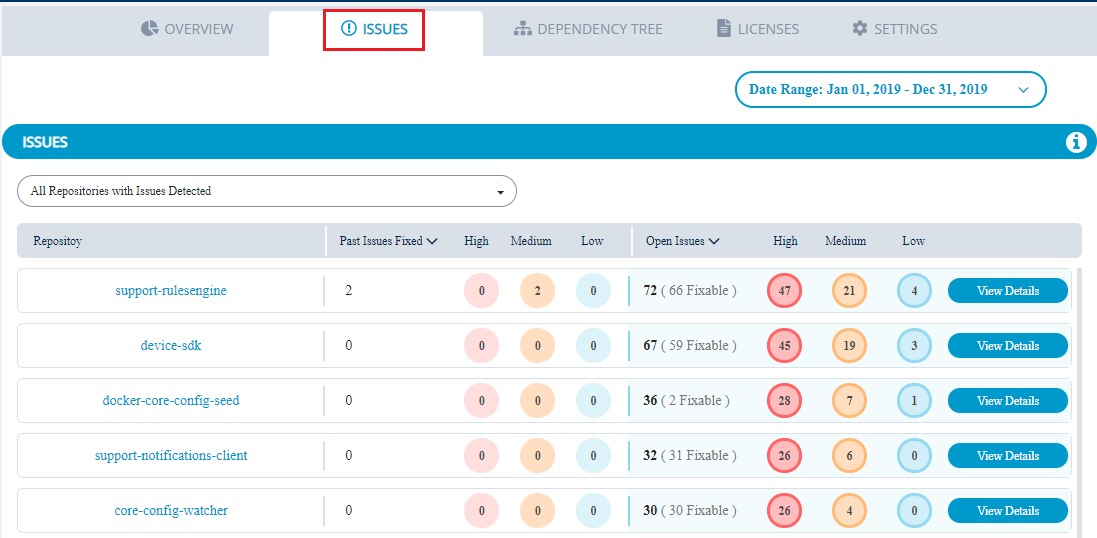 OVERVIEW ISSUES DEPENDENCY TREE LICENSES SETTINGS
Date Range: Jan 01, 2019 - Dec 31, 2019
ISSUES
All Repositories with Issues Detected
Repositoy Past Issues Fixed High Medium Low Open Issues High Medium Low
support-rulesengine 2 0 2 0 72 ( 66 Fixable ) 47 21 4 View Details
device-sdk 0 0 0 0 67 ( 59 Fixable ) 45 19 3 View Details
docker-core-config-seed 0 0 0 0 36 ( 2 Fixable ) 28 7 1 View Details
support-notifications-client 0 0 0 0 32 ( 31 Fixable ) 26 6 0 View Details
core-config-watcher 0 0 0 0 30 ( 30 Fixable ) 26 4 0 View Details